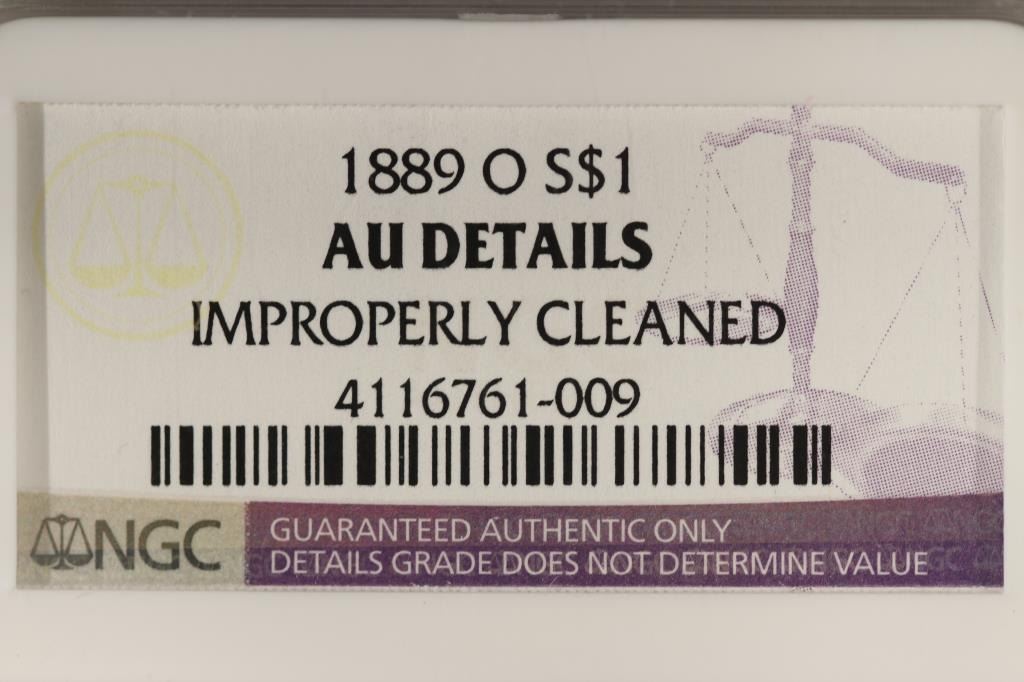 1889 O S$1
AU DETAILS
IMPROPERLY CLEANED
4116761-009
NGC
GUARANTEED AUTHENTIC ONLY
DETAILS GRADE DOES NOT DETERMINE VALUE